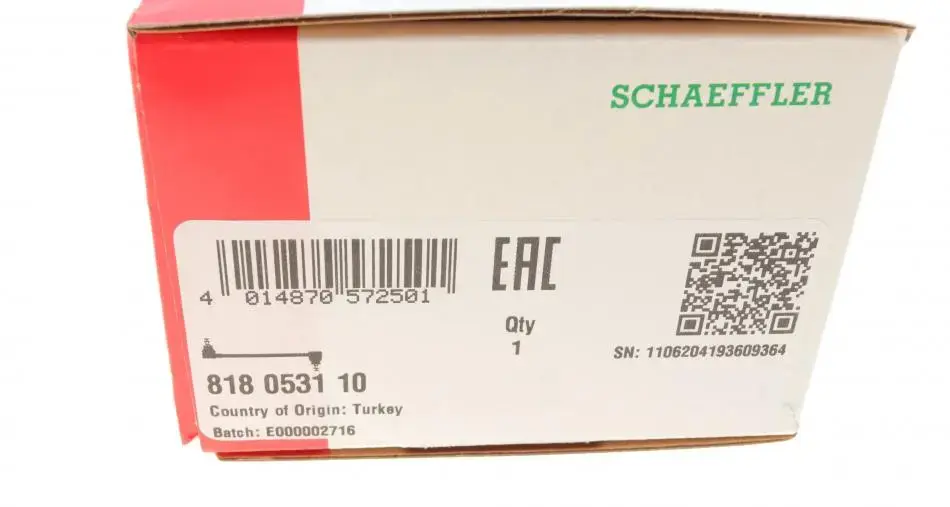 SCHAEFFLER
4 014870 572501
EAC
Qty
1
SN: 1106204193609364
818 0531 10
Country of Origin: Turkey
Batch: E000002716